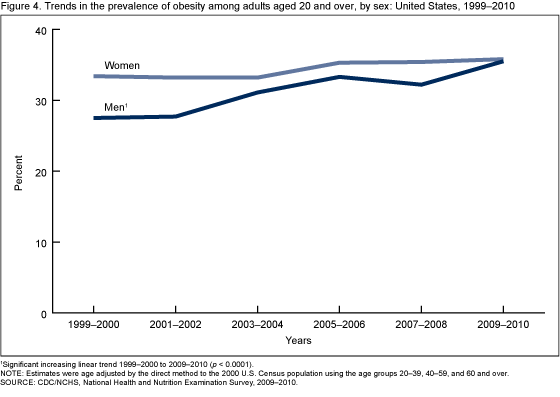 Figure 4. Trends in the prevalence of obesity among adults aged 20 and over, by sex: United States, 1999–2010
40
Women
30
Men¹
Percent
20
10
0
1999–2000 2001–2002 2003–2004 2005–2006 2007–2008 2009–2010
Years
¹Significant increasing linear trend 1999–2000 to 2009–2010 (p < 0.0001).
NOTE: Estimates were age adjusted by the direct method to the 2000 U.S. Census population using the age groups 20–39, 40–59, and 60 and over.
SOURCE: CDC/NCHS, National Health and Nutrition Examination Survey, 2009–2010.